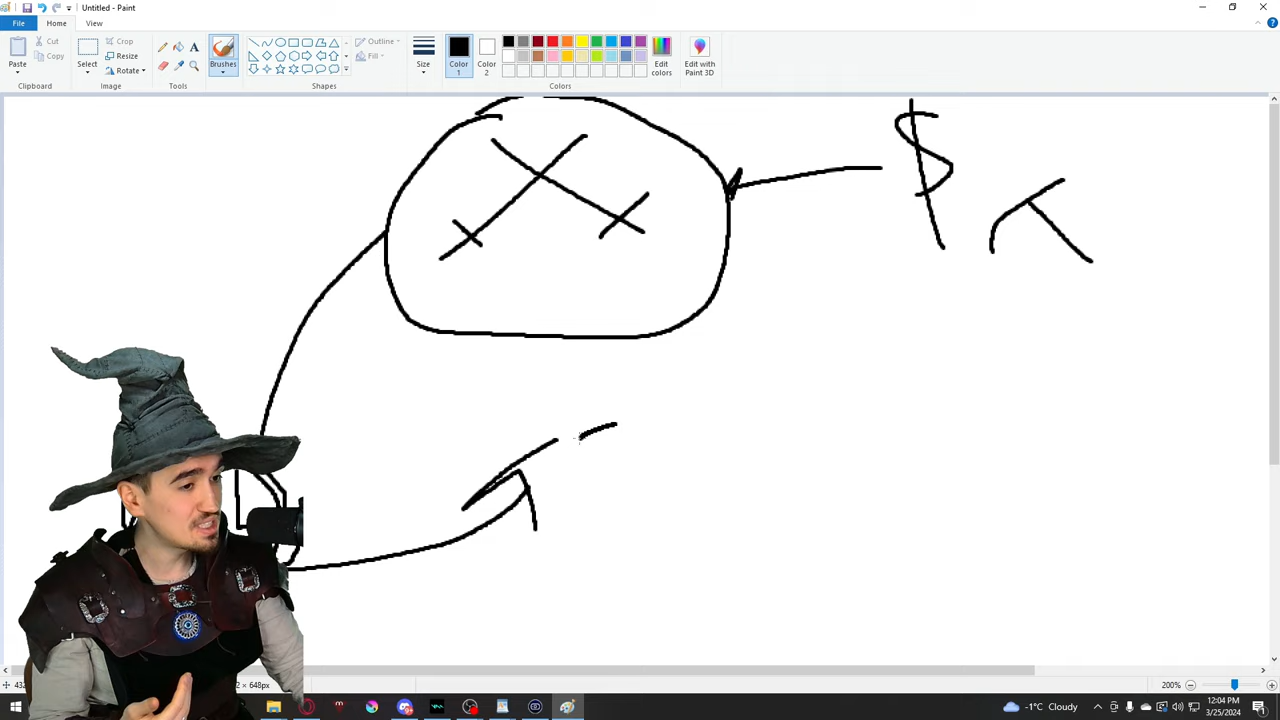 Untitled - Paint
File
Home
View
Paste
Cut
Copy
Clipboard
Select
Crop
Resize
Rotate
Image
A
Tools
Brushes
Outline
Fill
Shapes
Size
Color
1
Color
2
Colors
Edit
colors
Edit with
Paint 3D
$
2 × 648px
200%
-1°C Cloudy
12:04 PM
3/25/2024